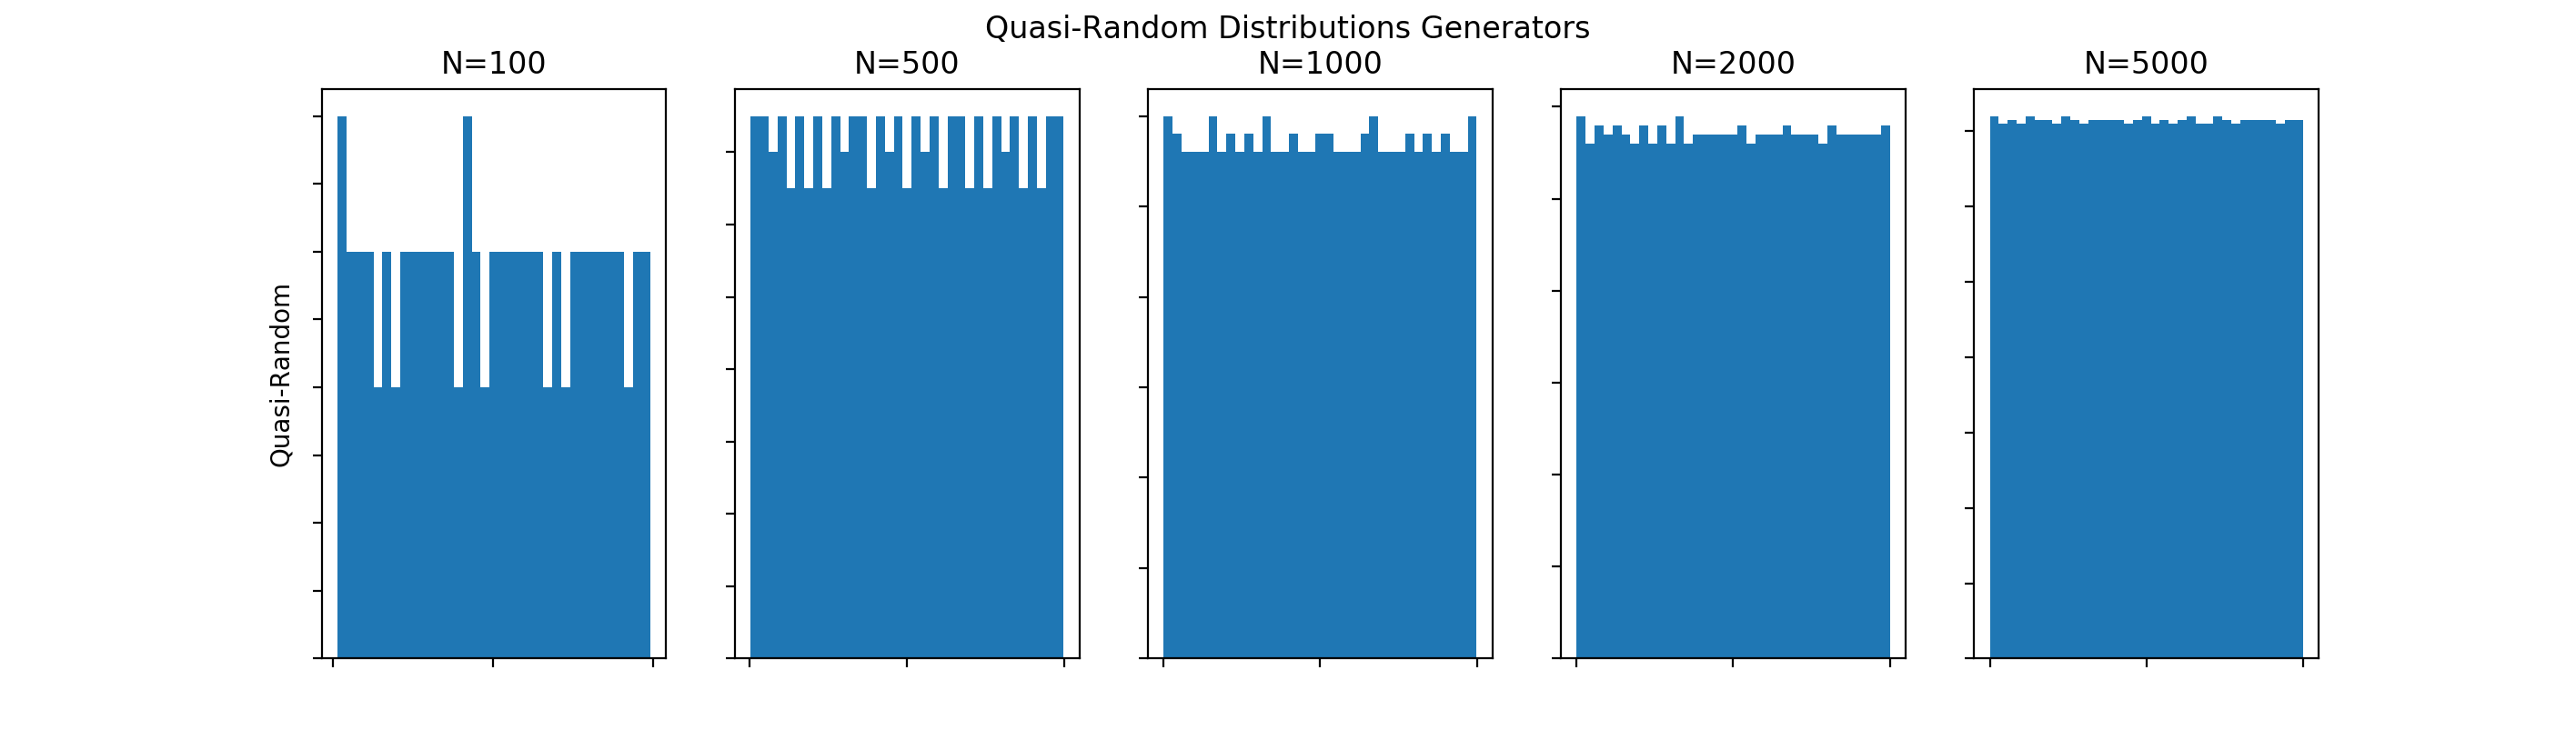 Quasi-Random Distributions Generators
N=100
N=500
N=1000
N=2000
N=5000
Quasi-Random